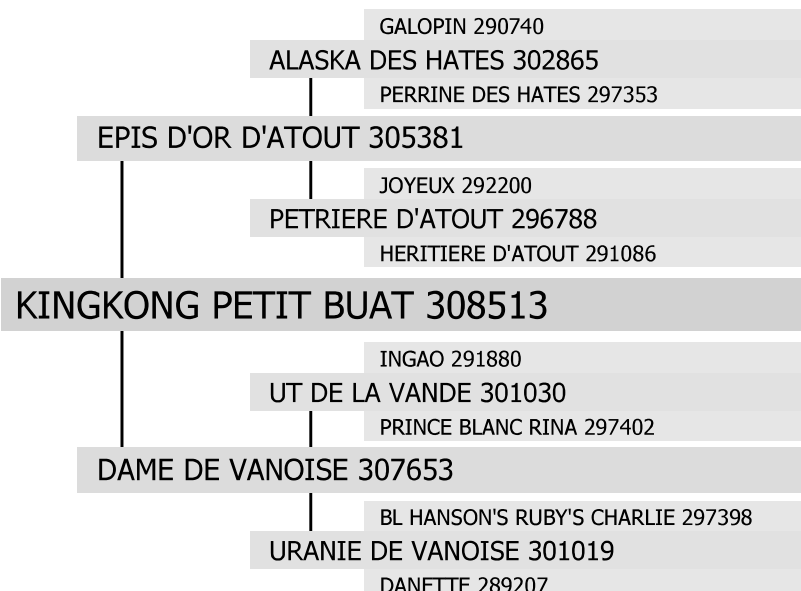 GALOPIN 290740
ALASKA DES HATES 302865
PERRINE DES HATES 297353
EPIS D'OR D'ATOUT 305381
JOYEUX 292200
PETRIERE D'ATOUT 296788
HERITIERE D'ATOUT 291086
KINGKONG PETIT BUAT 308513
INGAO 291880
UT DE LA VANDE 301030
PRINCE BLANC RINA 297402
DAME DE VANOISE 307653
BL HANSON'S RUBY'S CHARLIE 297398
URANIE DE VANOISE 301019
DANETTE 289207